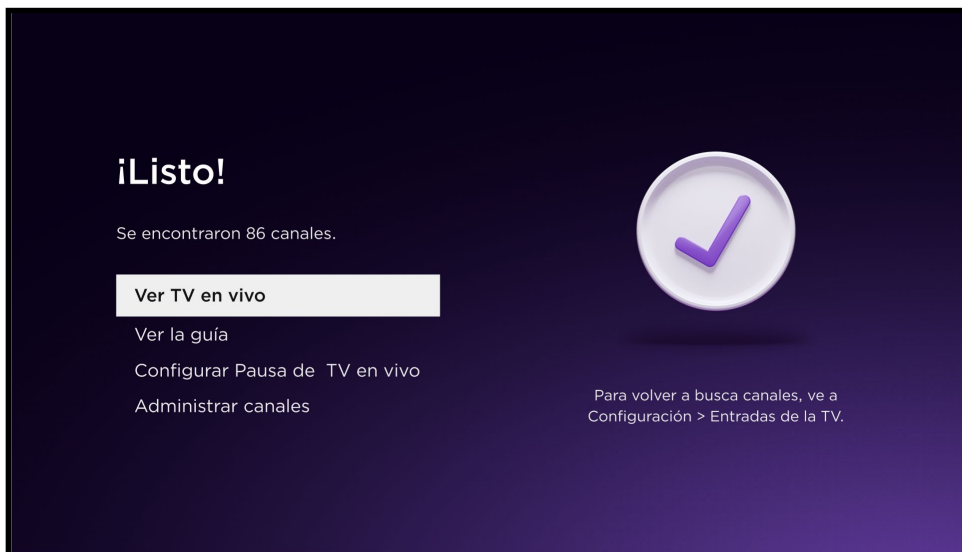 ¡Listo!
Se encontraron 86 canales.
Ver TV en vivo
Ver la guía
Configurar Pausa de  TV en vivo
Administrar canales
Para volver a busca canales, ve a
Configuración > Entradas de la TV.